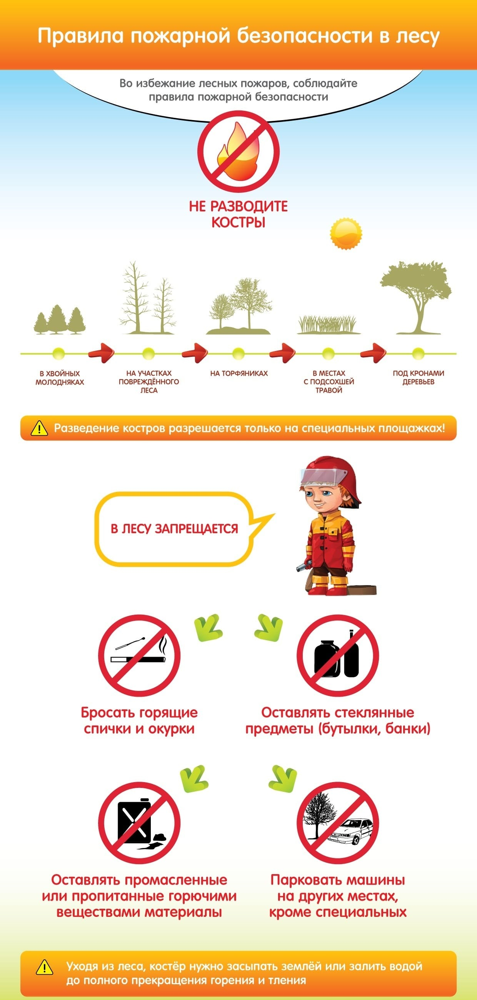 Правила пожарной безопасности в лесу
Во избежание лесных пожаров, соблюдайте
правила пожарной безопасности
НЕ РАЗВОДИТЕ
КОСТРЫ
В ХВОЙНЫХ
МОЛОДНЯКАХ
НА УЧАСТКАХ
ПОВРЕЖДЁННОГО
ЛЕСА
НА ТОРФЯНИКАХ
В МЕСТАХ
С ПОДСОХШЕЙ
ТРАВОЙ
ПОД КРОНАМИ
ДЕРЕВЬЕВ
Разведение костров разрешается только на специальных площажках!
В ЛЕСУ ЗАПРЕЩАЕТСЯ
Бросать горящие
спички и окурки
Оставлять стеклянные
предметы (бутылки, банки)
Оставлять промасленные
или пропитанные горючими
веществами материалы
Парковать машины
на других местах,
кроме специальных
Уходя из леса, костёр нужно засыпать землёй или залить водой
до полного прекращения горения и тления